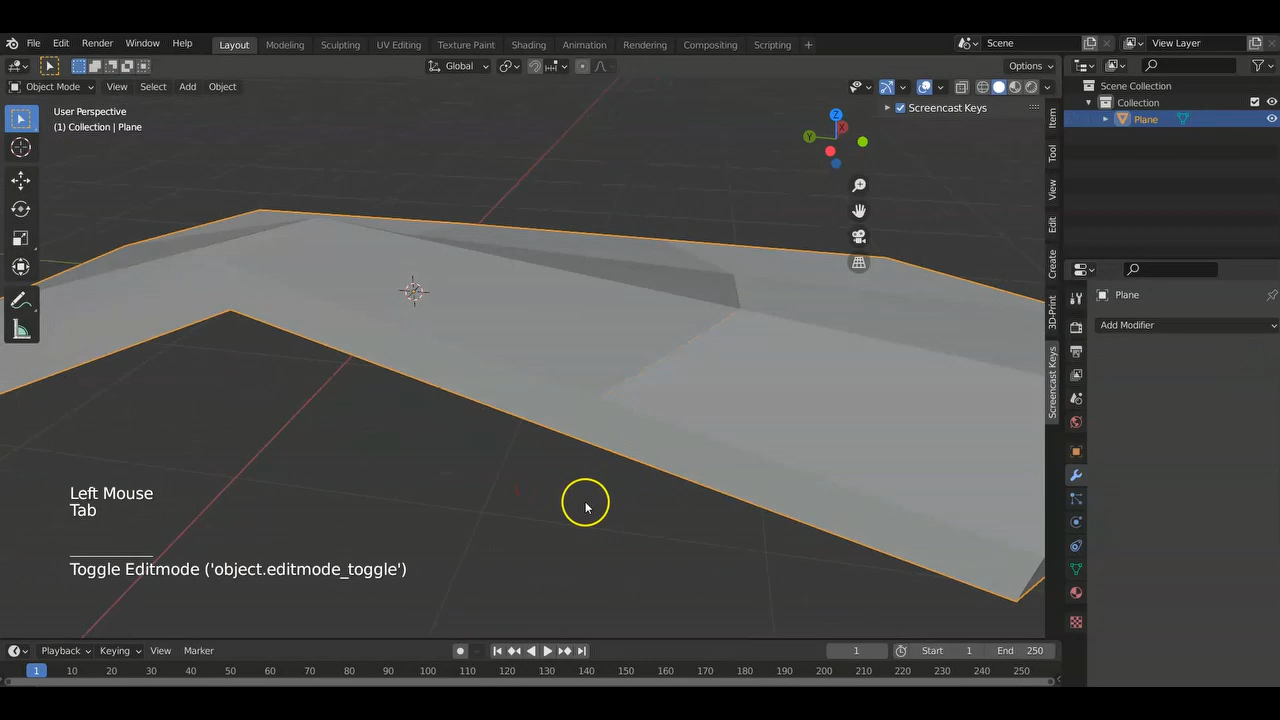 File Edit Render Window Help Layout Modeling Sculpting UV Editing Texture Paint Shading Animation Rendering Compositing Scripting + Scene View Layer
Global Options
Object Mode View Select Add Object
User Perspective
(1) Collection | Plane
Screencast Keys
Z
X
Y
Item
Tool
View
Edit
Create
3D-Print
Screencast Keys
Scene Collection
Collection
Plane
Plane
Add Modifier
Left Mouse
Tab
Toggle Editmode ('object.editmode_toggle')
Playback Keying View Marker 1 Start 1 End 250
1 10 20 30 40 50 60 70 80 90 100 110 120 130 140 150 160 170 180 190 200 210 220 230 240 250